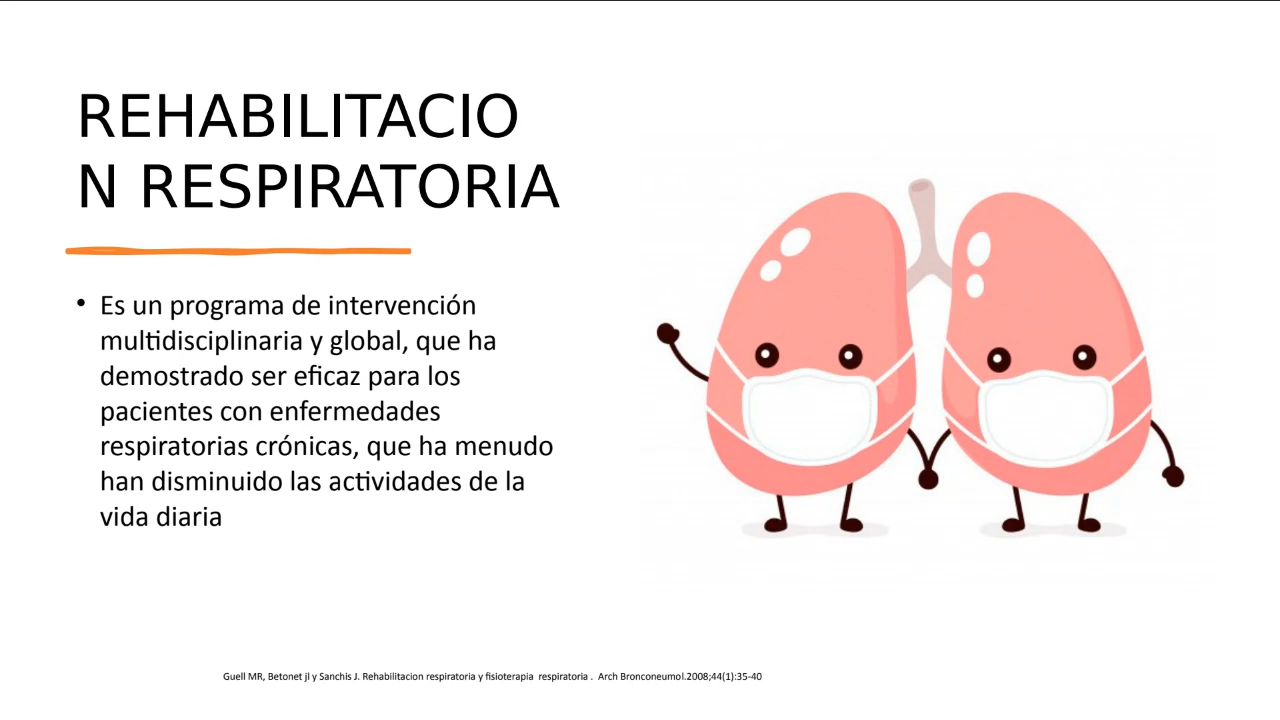 REHABILITACIO
N RESPIRATORIA
• Es un programa de intervención
multidisciplinaria y global, que ha
demostrado ser eficaz para los
pacientes con enfermedades
respiratorias crónicas, que ha menudo
han disminuido las actividades de la
vida diaria
Guell MR, Betonet jl y Sanchis J. Rehabilitacion respiratoria y fisioterapia respiratoria . Arch Bronconeumol.2008;44(1):35-40